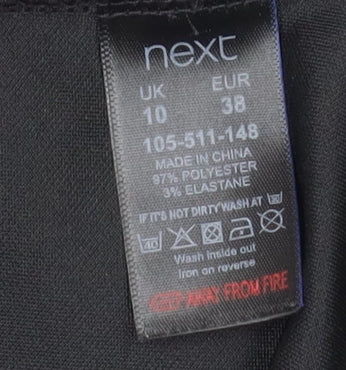 next
UK EUR
10 38
105-511-148
MADE IN CHINA
97% POLYESTER
3% ELASTANE
IF IT'S NOT DIRTY WASH AT
40
Wash inside out
Iron on reverse
KEEP AWAY FROM FIRE